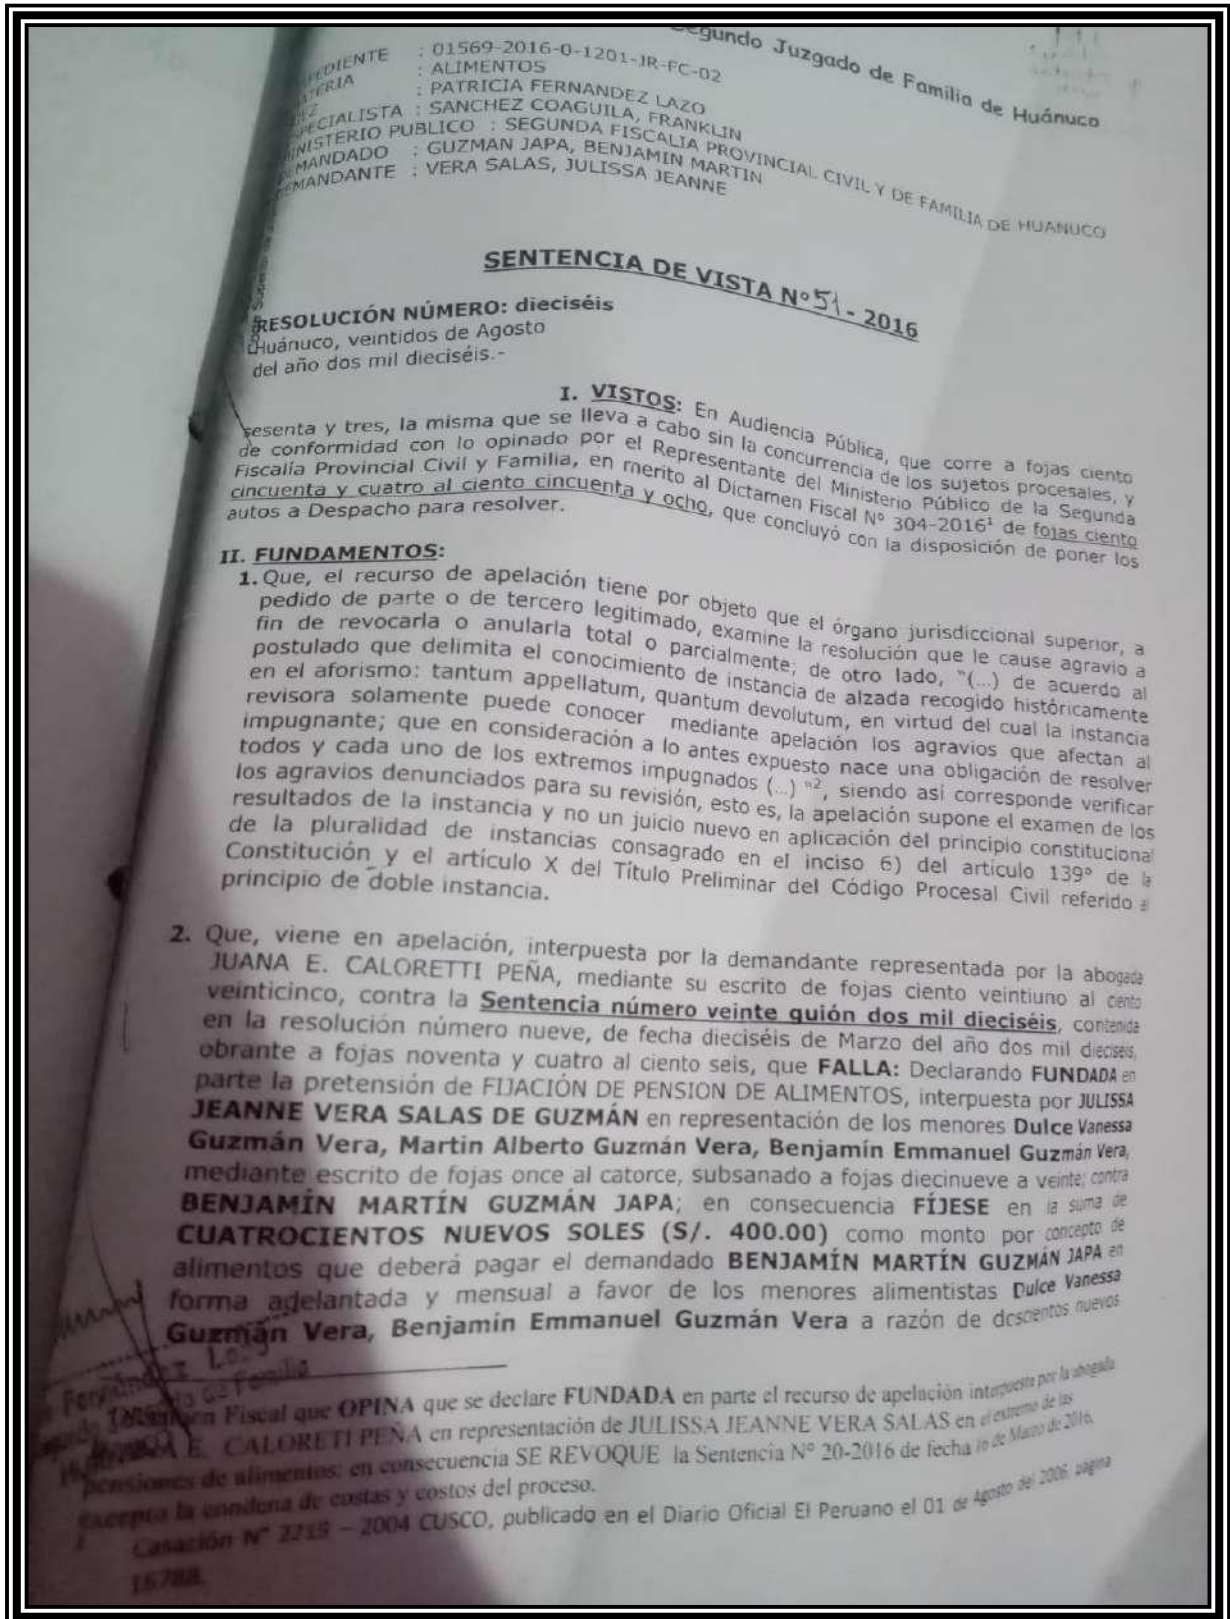 Segundo Juzgado de Familia de Huánuco
EDIENTE : 01569-2016-0-1201-JR-FC-02
ATERIA : ALIMENTOS
: PATRICIA FERNANDEZ LAZO
PECIALISTA : SANCHEZ COAGUILA, FRANKLIN
INISTERIO PUBLICO : SEGUNDA FISCALIA PROVINCIAL CIVIL Y DE FAMILIA DE HUANUCO
EMANDADO : GUZMAN JAPA, BENJAMIN MARTIN
DEMANDANTE : VERA SALAS, JULISSA JEANNE
SENTENCIA DE VISTA Nº 51 - 2016
RESOLUCIÓN NÚMERO: dieciséis
Huánuco, veintidos de Agosto
del año dos mil dieciséis.-
I. VISTOS: En Audiencia Pública, que corre a fojas ciento
sesenta y tres, la misma que se lleva a cabo sin la concurrencia de los sujetos procesales, y
de conformidad con lo opinado por el Representante del Ministerio Público de la Segunda
Fiscalía Provincial Civil y Familia, en merito al Dictamen Fiscal Nº 304-2016¹ de fojas ciento
cincuenta y cuatro al ciento cincuenta y ocho, que concluyó con la disposición de poner los
autos a Despacho para resolver.
II. FUNDAMENTOS:
1. Que, el recurso de apelación tiene por objeto que el órgano jurisdiccional superior, a
pedido de parte o de tercero legitimado, examine la resolución que le cause agravio a
fin de revocarla o anularla total o parcialmente; de otro lado, "(...) de acuerdo al
postulado que delimita el conocimiento de instancia de alzada recogido históricamente
en el aforismo: tantum appellatum, quantum devolutum, en virtud del cual la instancia
revisora solamente puede conocer mediante apelación los agravios que afectan al
impugnante; que en consideración a lo antes expuesto nace una obligación de resolver
todos y cada uno de los extremos impugnados (...) "², siendo así corresponde verificar
los agravios denunciados para su revisión, esto es, la apelación supone el examen de los
resultados de la instancia y no un juicio nuevo en aplicación del principio constitucional
de la pluralidad de instancias consagrado en el inciso 6) del artículo 139º de la
Constitución y el artículo X del Título Preliminar del Código Procesal Civil referido al
principio de doble instancia.
2. Que, viene en apelación, interpuesta por la demandante representada por la abogada
JUANA E. CALORETTI PEÑA, mediante su escrito de fojas ciento veintiuno al ciento
veinticinco, contra la Sentencia número veinte guión dos mil dieciséis, contenida
en la resolución número nueve, de fecha dieciséis de Marzo del año dos mil dieciséis,
obrante a fojas noventa y cuatro al ciento seis, que FALLA: Declarando FUNDADA en
parte la pretensión de FIJACIÓN DE PENSION DE ALIMENTOS, interpuesta por JULISSA
JEANNE VERA SALAS DE GUZMÁN en representación de los menores Dulce Vanessa
Guzmán Vera, Martin Alberto Guzmán Vera, Benjamín Emmanuel Guzmán Vera,
mediante escrito de fojas once al catorce, subsanado a fojas diecinueve a veinte; contra
BENJAMÍN MARTÍN GUZMÁN JAPA; en consecuencia FÍJESE en la suma de
CUATROCIENTOS NUEVOS SOLES (S/. 400.00) como monto por concepto de
alimentos que deberá pagar el demandado BENJAMÍN MARTÍN GUZMÁN JAPA en
forma adelantada y mensual a favor de los menores alimentistas Dulce Vanessa
Guzmán Vera, Benjamín Emmanuel Guzmán Vera a razón de doscientos nuevos
Fernández Lazo
de Familia
Fiscal que OPINA que se declare FUNDADA en parte el recurso de apelación interpuesta por la abogada
E. CALORETI PEÑA en representación de JULISSA JEANNE VERA SALAS en el extremo de las
pensiones de alimentos: en consecuencia SE REVOQUE la Sentencia Nº 20-2016 de fecha 16 de Marzo de 2016,
excepto la condena de costas y costos del proceso.
2 Casación Nº 2215 – 2004 CUSCO, publicado en el Diario Oficial El Peruano el 01 de Agosto del 2006, pagina
16788.